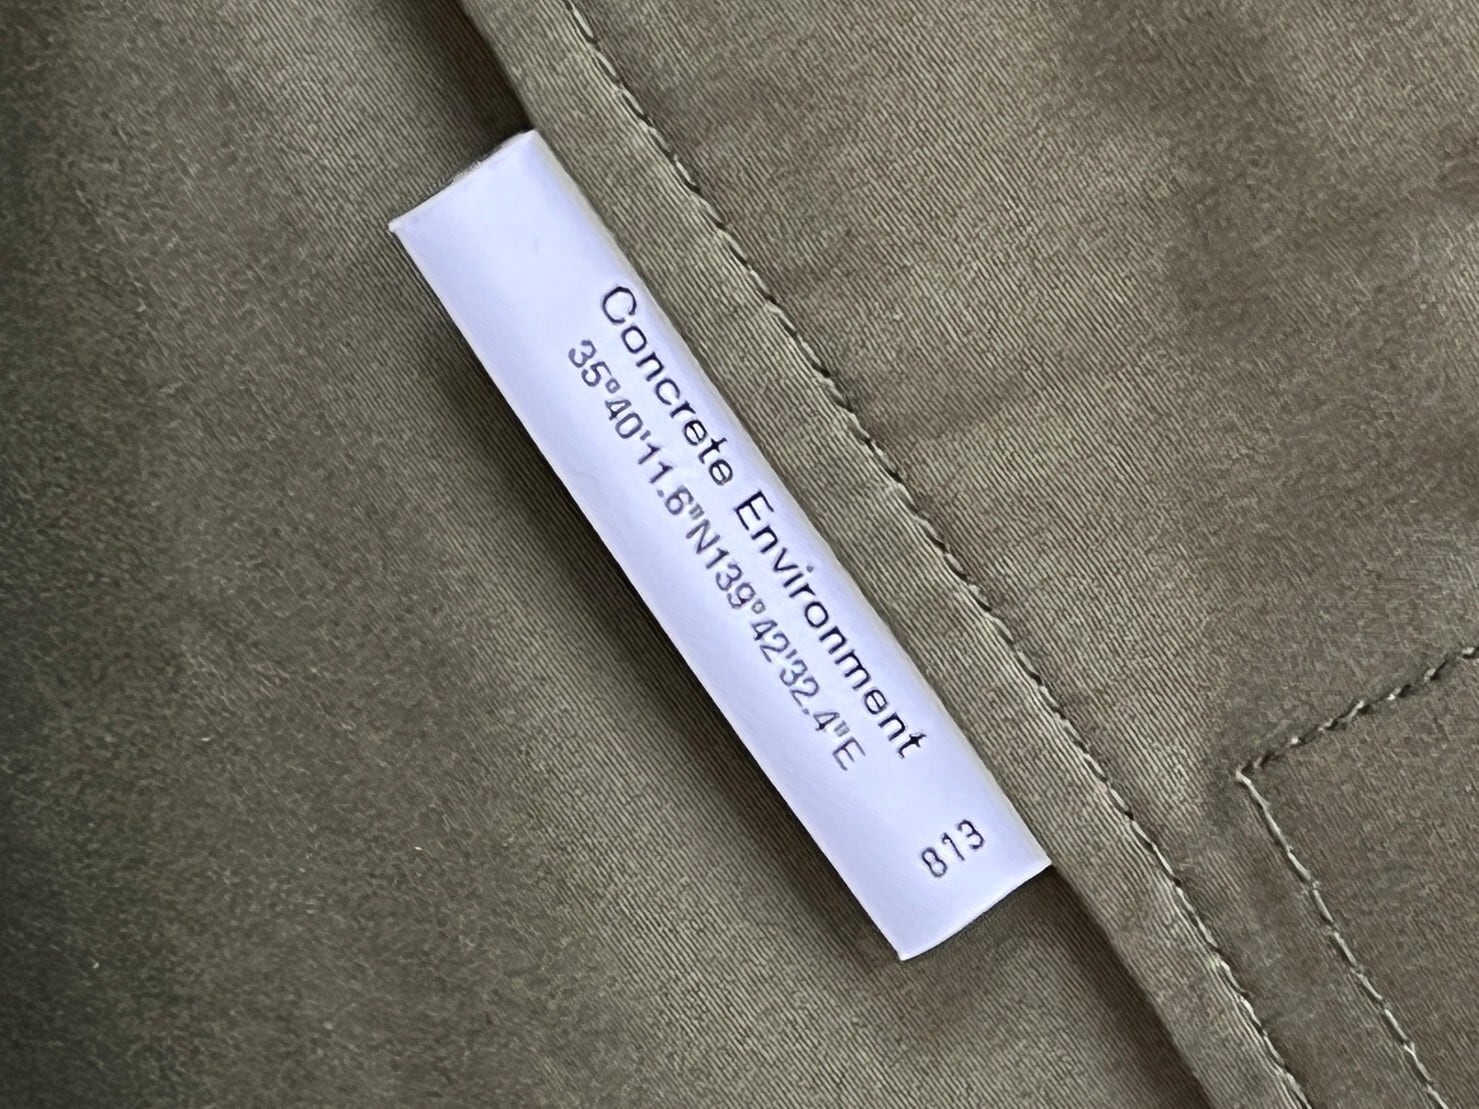 Concrete Environment
35°40'11.6"N139°42'32.4"E
813